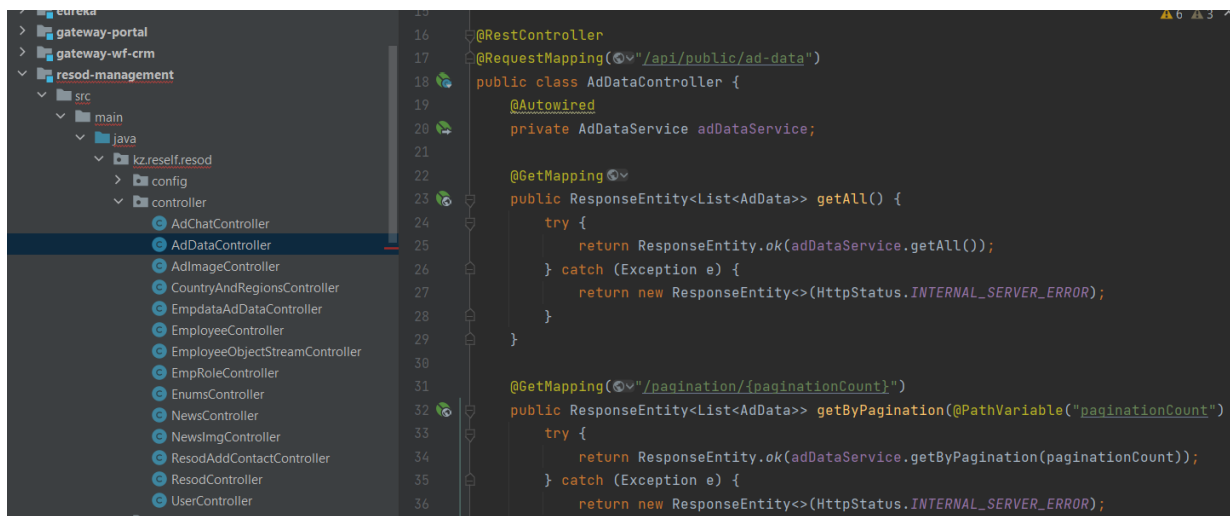 eureka
gateway-portal
gateway-wf-crm
resod-management
src
main
java
kz.reself.resod
config
controller
AdChatController
AdDataController
AdImageController
CountryAndRegionsController
EmpdataAdDataController
EmployeeController
EmployeeObjectStreamController
EmpRoleController
EnumsController
NewsController
NewsImgController
ResodAddContactController
ResodController
UserController
6 3
15
16 @RestController
17 @RequestMapping("/api/public/ad-data")
18 public class AdDataController {
19 @Autowired
20 private AdDataService adDataService;
21
22 @GetMapping
23 public ResponseEntity<List<AdData>> getAll() {
24 try {
25 return ResponseEntity.ok(adDataService.getAll());
26 } catch (Exception e) {
27 return new ResponseEntity<>(HttpStatus.INTERNAL_SERVER_ERROR);
28 }
29 }
30
31 @GetMapping("/pagination/{paginationCount}")
32 public ResponseEntity<List<AdData>> getByPagination(@PathVariable("paginationCount")
33 try {
34 return ResponseEntity.ok(adDataService.getByPagination(paginationCount));
35 } catch (Exception e) {
36 return new ResponseEntity<>(HttpStatus.INTERNAL_SERVER_ERROR);